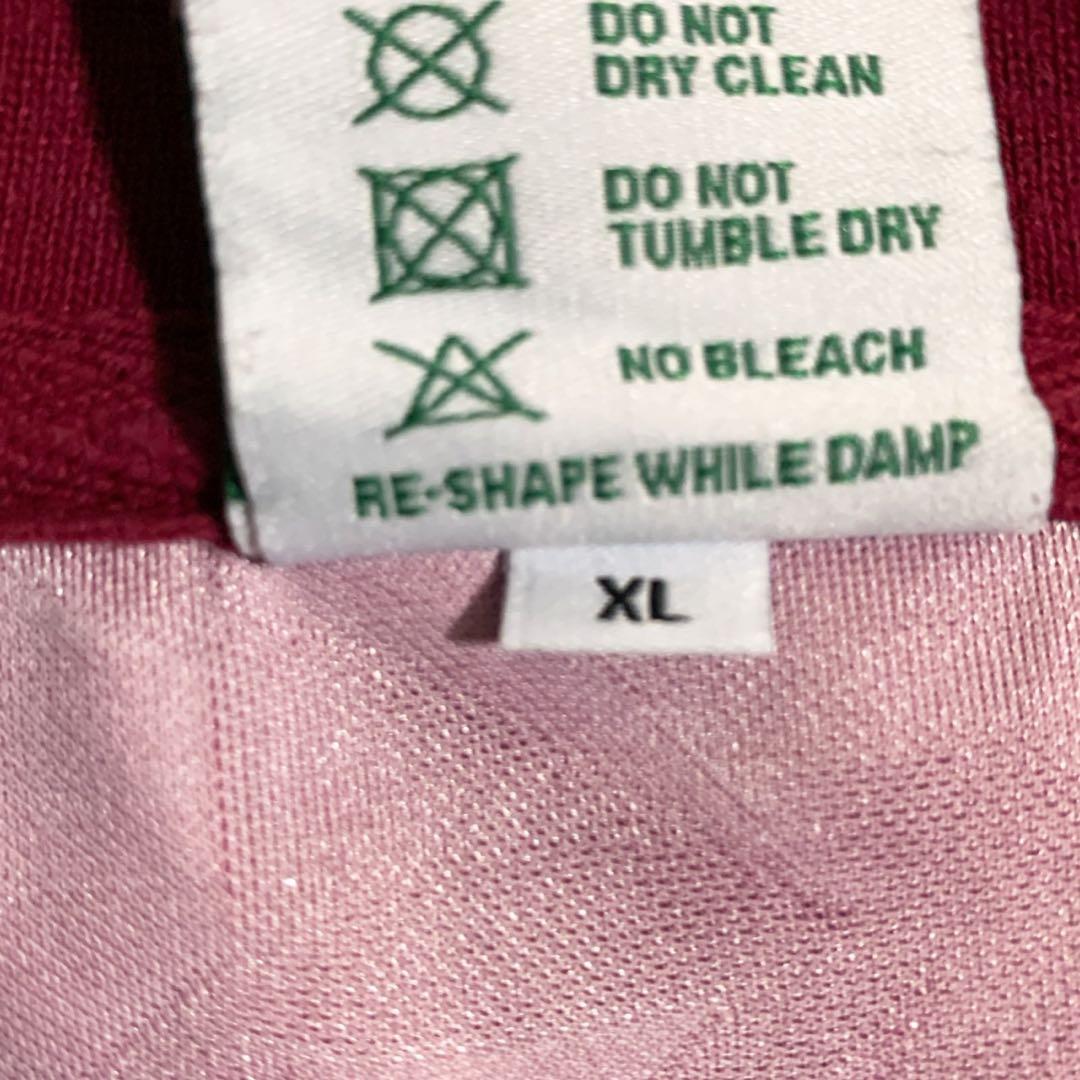 DO NOT
DRY CLEAN
DO NOT
TUMBLE DRY
NO BLEACH
RE-SHAPE WHILE DAMP
XL